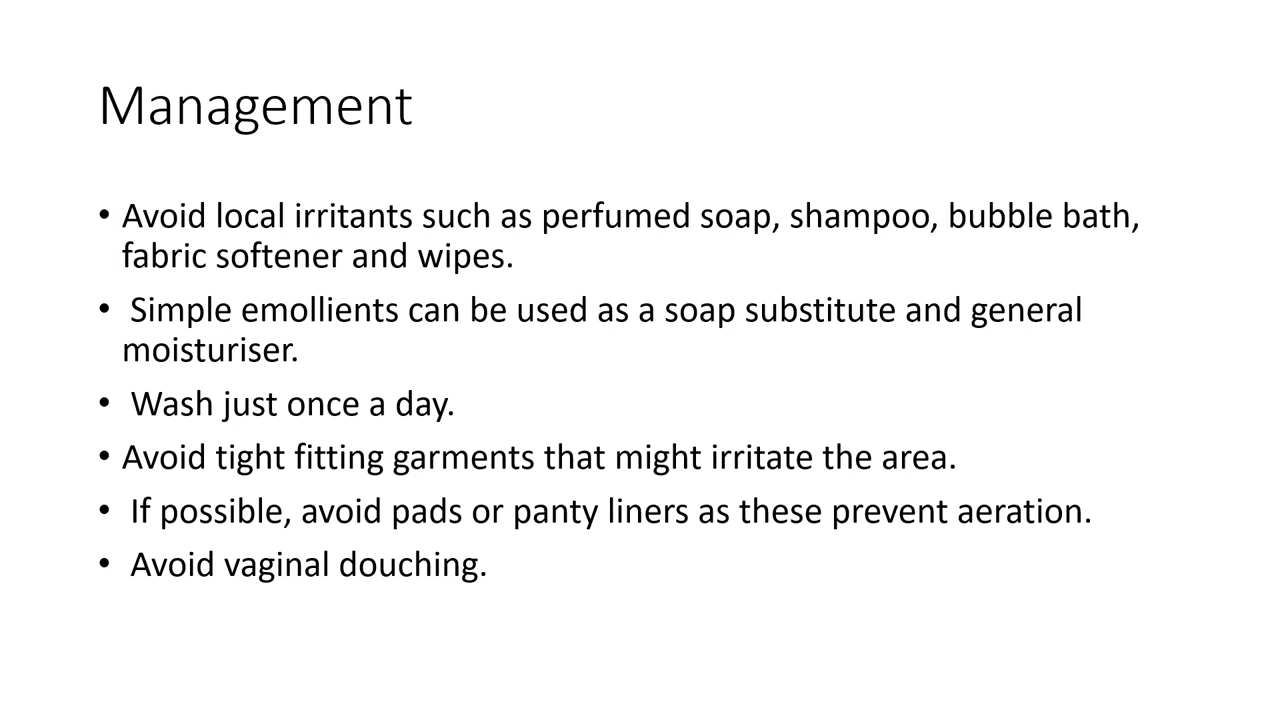 Management
• Avoid local irritants such as perfumed soap, shampoo, bubble bath,
fabric softener and wipes.
• Simple emollients can be used as a soap substitute and general
moisturiser.
• Wash just once a day.
• Avoid tight fitting garments that might irritate the area.
• If possible, avoid pads or panty liners as these prevent aeration.
• Avoid vaginal douching.